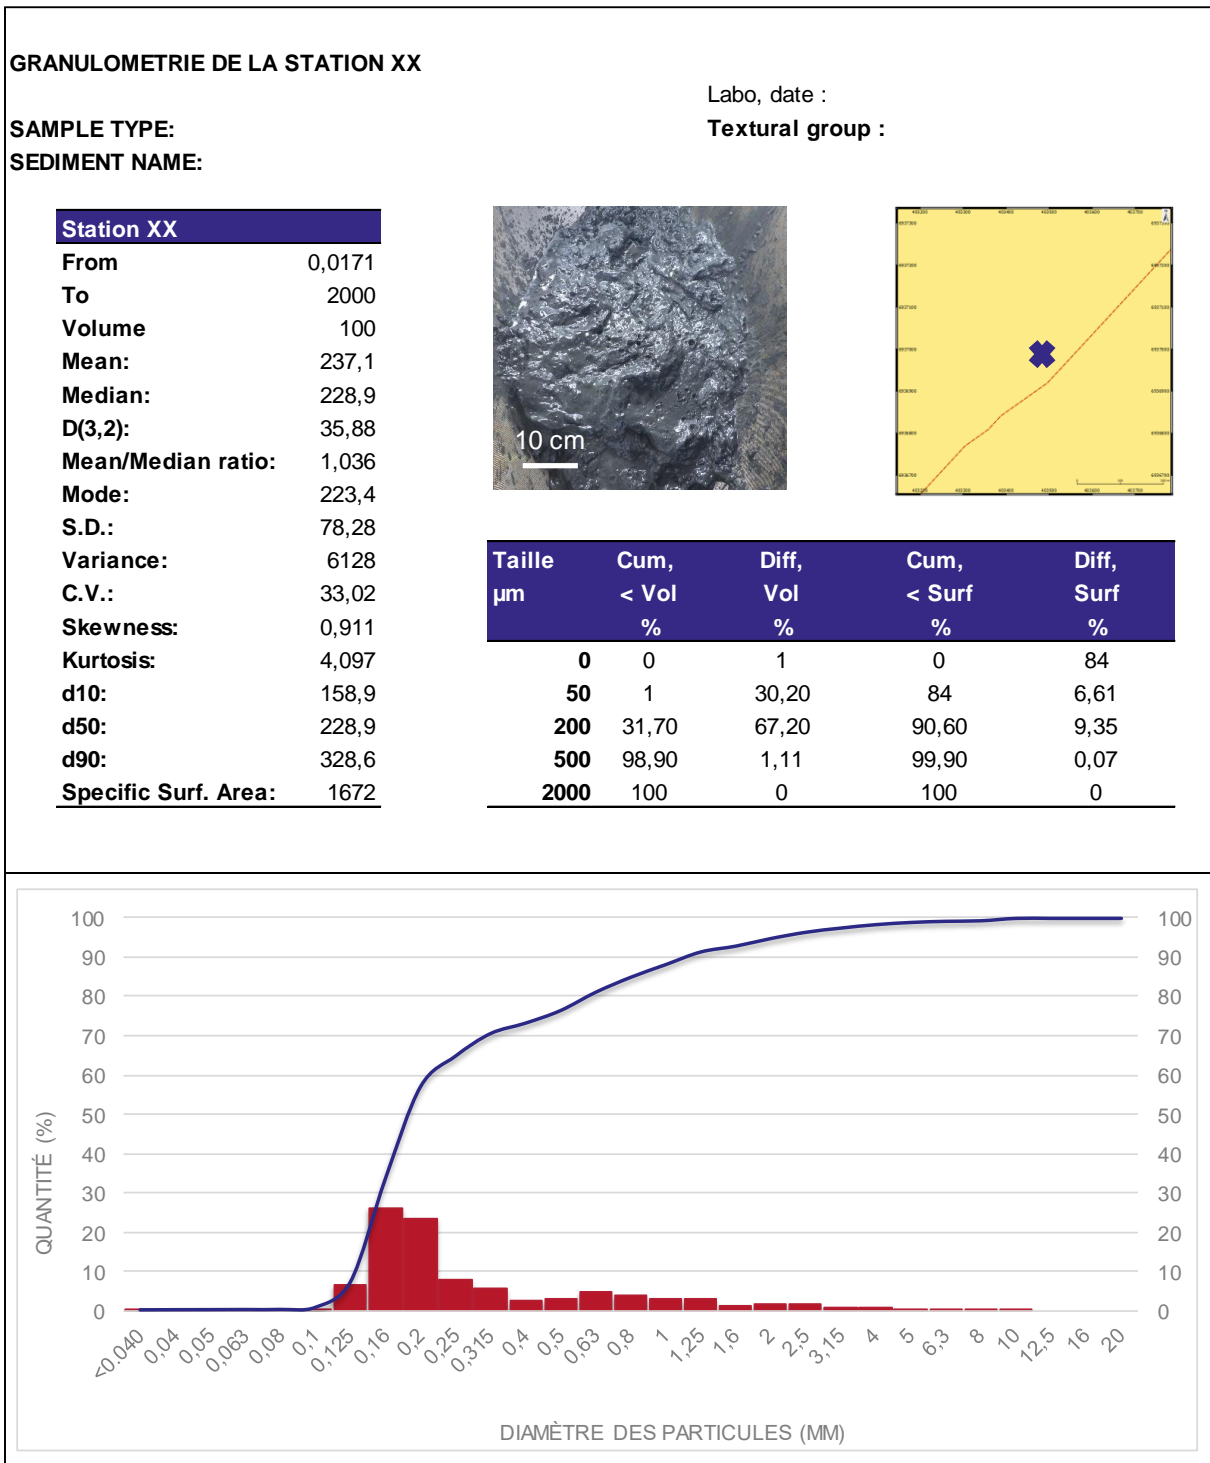 GRANULOMETRIE DE LA STATION XX
Labo, date :
SAMPLE TYPE:
Textural group :
SEDIMENT NAME:
Station XX
From 0,0171
To 2000
Volume 100
Mean: 237,1
Median: 228,9
D(3,2): 35,88
Mean/Median ratio: 1,036
Mode: 223,4
S.D.: 78,28
Variance: 6128
C.V.: 33,02
Skewness: 0,911
Kurtosis: 4,097
d10: 158,9
d50: 228,9
d90: 328,6
Specific Surf. Area: 1672
10 cm
Taille Cum, Diff, Cum, Diff,
µm < Vol Vol < Surf Surf
% % % %
0 0 1 0 84
50 1 30,20 84 6,61
200 31,70 67,20 90,60 9,35
500 98,90 1,11 99,90 0,07
2000 100 0 100 0
100 100
90 90
80 80
70 70
60 60
50 50
40 40
30 30
20 20
10 10
0 0
QUANTITÉ (%)
<0.040 0,04 0,05 0,063 0,08 0,1 0,125 0,16 0,2 0,25 0,315 0,4 0,5 0,63 0,8 1 1,25 1,6 2 2,5 3,15 4 5 6,3 8 10 12,5 16 20
DIAMÈTRE DES PARTICULES (MM)